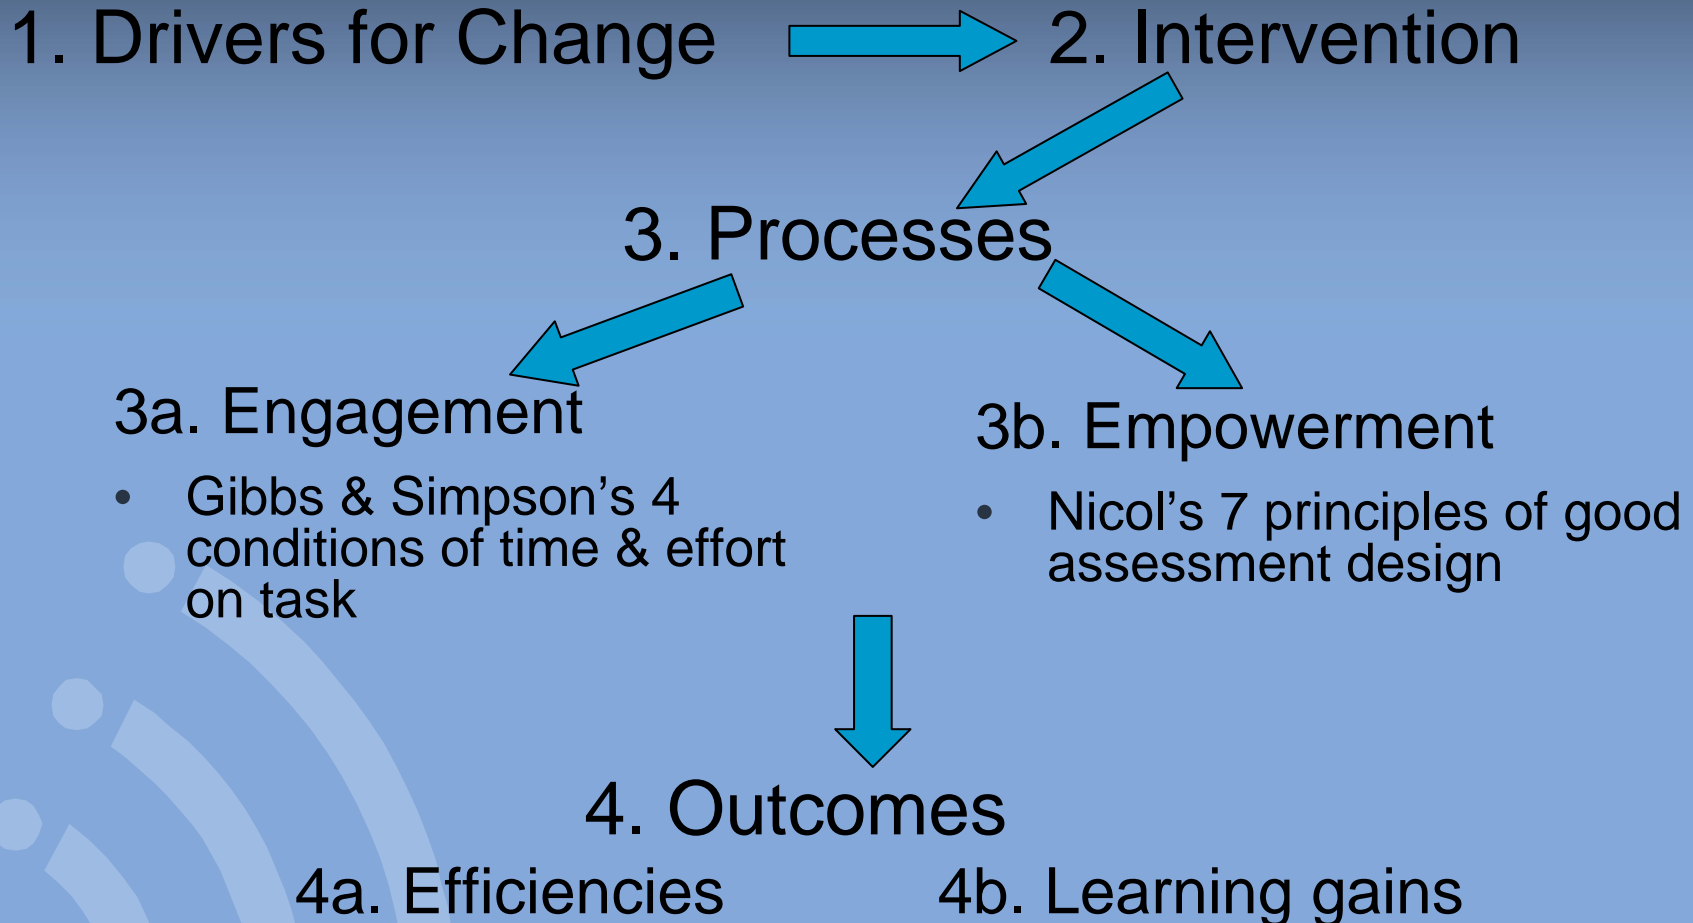 1. Drivers for Change
2. Intervention
3. Processes
3a. Engagement
• Gibbs & Simpson’s 4
conditions of time & effort
on task
3b. Empowerment
• Nicol’s 7 principles of good
assessment design
4. Outcomes
4a. Efficiencies
4b. Learning gains